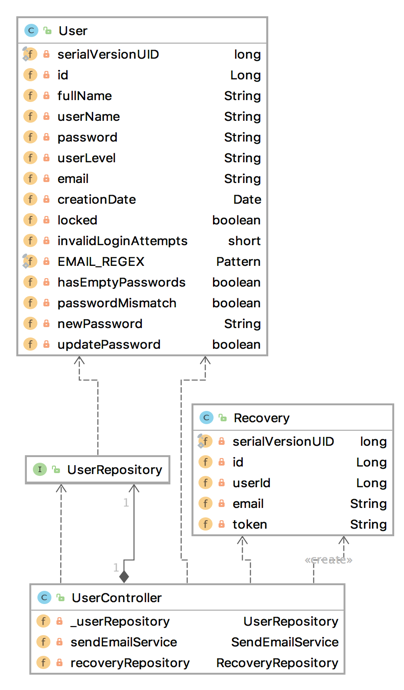 C User
f serialVersionUID long
f id Long
f fullName String
f userName String
f password String
f userLevel String
f email String
f creationDate Date
f locked boolean
f invalidLoginAttempts short
f EMAIL_REGEX Pattern
f hasEmptyPasswords boolean
f passwordMismatch boolean
f newPassword String
f updatePassword boolean
C Recovery
f serialVersionUID long
f id Long
f userId Long
f email String
f token String
I UserRepository
1
1
«create»
C UserController
f _userRepository UserRepository
f sendEmailService SendEmailService
f recoveryRepository RecoveryRepository